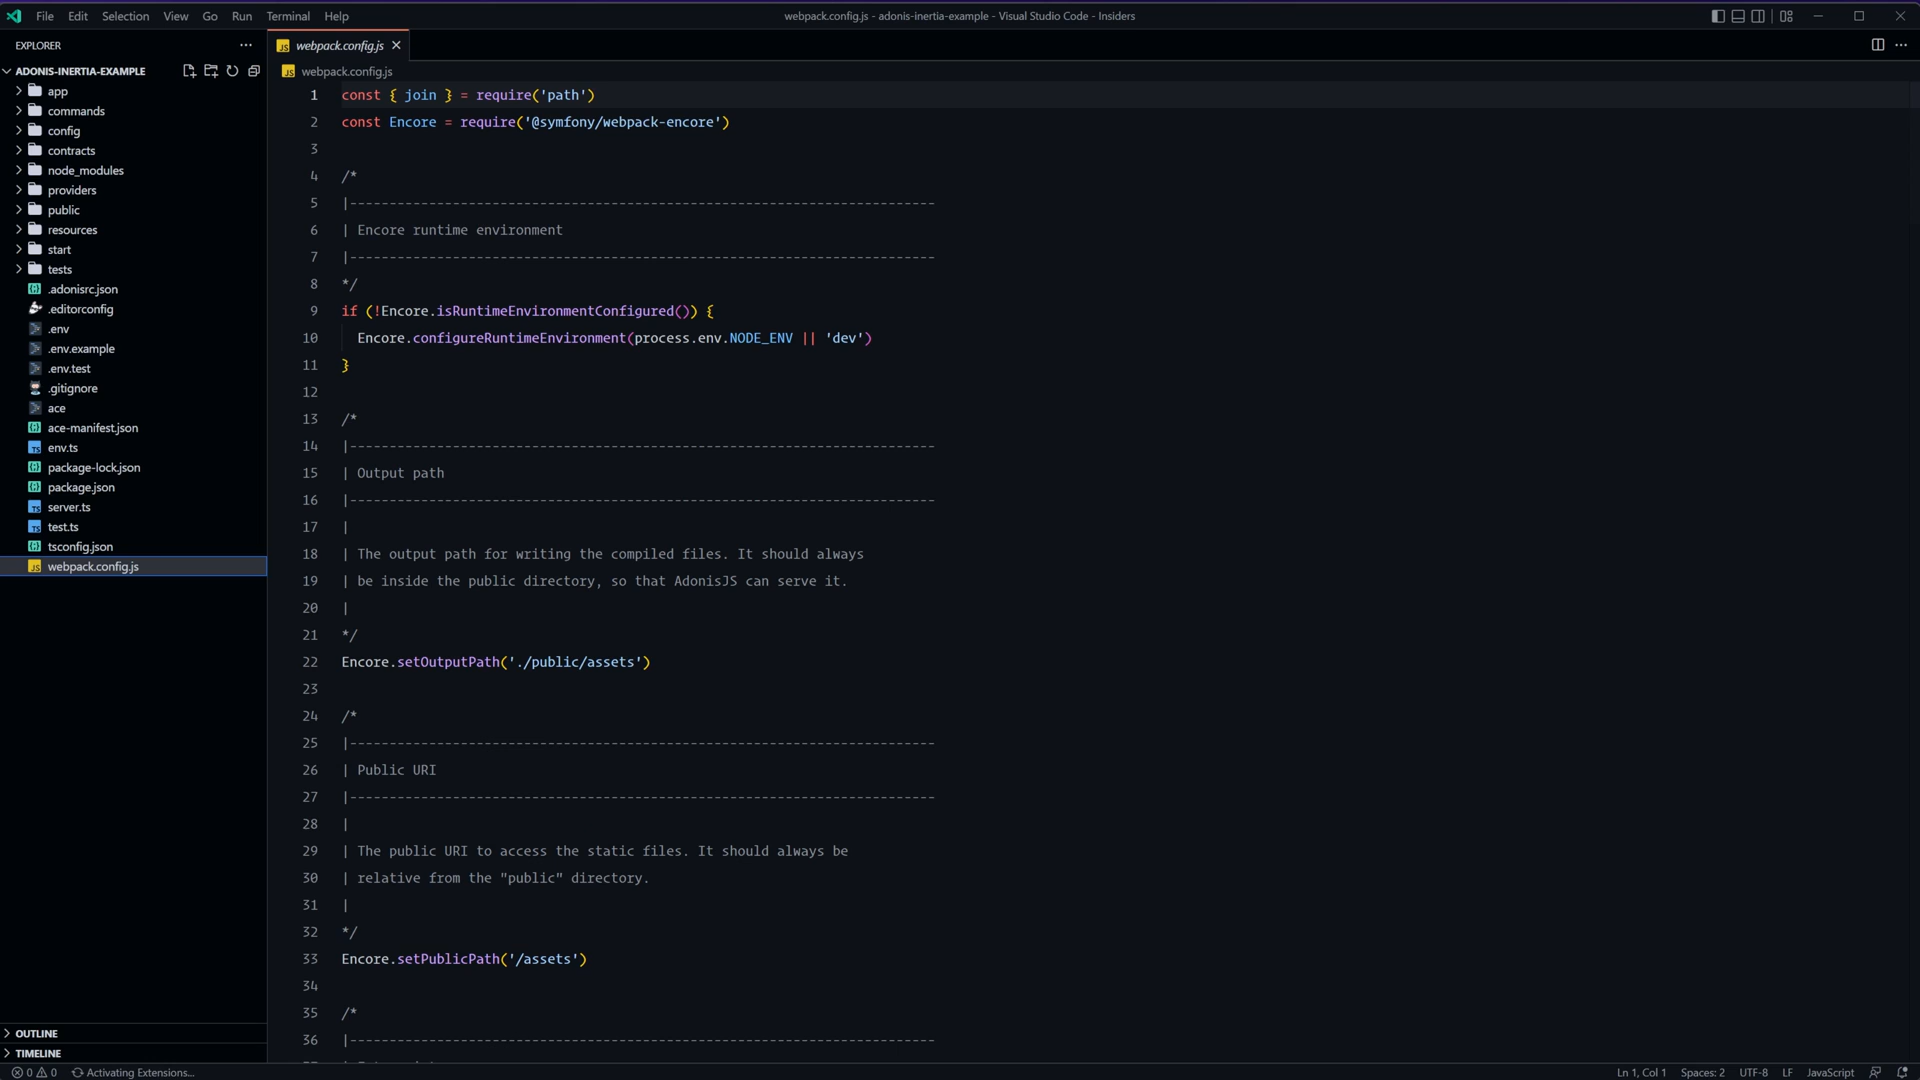 File Edit Selection View Go Run Terminal Help
webpack.config.js - adonis-inertia-example - Visual Studio Code - Insiders
EXPLORER
ADONIS-INERTIA-EXAMPLE
app
commands
config
contracts
node_modules
providers
public
resources
start
tests
.adonisrc.json
.editorconfig
.env
.env.example
.env.test
.gitignore
ace
ace-manifest.json
env.ts
package-lock.json
package.json
server.ts
test.ts
tsconfig.json
webpack.config.js
OUTLINE
TIMELINE
JS webpack.config.js
JS webpack.config.js
1 const { join } = require('path')
2 const Encore = require('@symfony/webpack-encore')
3
4 /*
5 |--------------------------------------------------------------------------
6 | Encore runtime environment
7 |--------------------------------------------------------------------------
8 */
9 if (!Encore.isRuntimeEnvironmentConfigured()) {
10 Encore.configureRuntimeEnvironment(process.env.NODE_ENV || 'dev')
11 }
12
13 /*
14 |--------------------------------------------------------------------------
15 | Output path
16 |--------------------------------------------------------------------------
17 |
18 | The output path for writing the compiled files. It should always
19 | be inside the public directory, so that AdonisJS can serve it.
20 |
21 */
22 Encore.setOutputPath('./public/assets')
23
24 /*
25 |--------------------------------------------------------------------------
26 | Public URI
27 |--------------------------------------------------------------------------
28 |
29 | The public URI to access the static files. It should always be
30 | relative from the "public" directory.
31 |
32 */
33 Encore.setPublicPath('/assets')
34
35 /*
36 |--------------------------------------------------------------------------
0 0 Activating Extensions...
Ln 1, Col 1 Spaces: 2 UTF-8 LF JavaScript